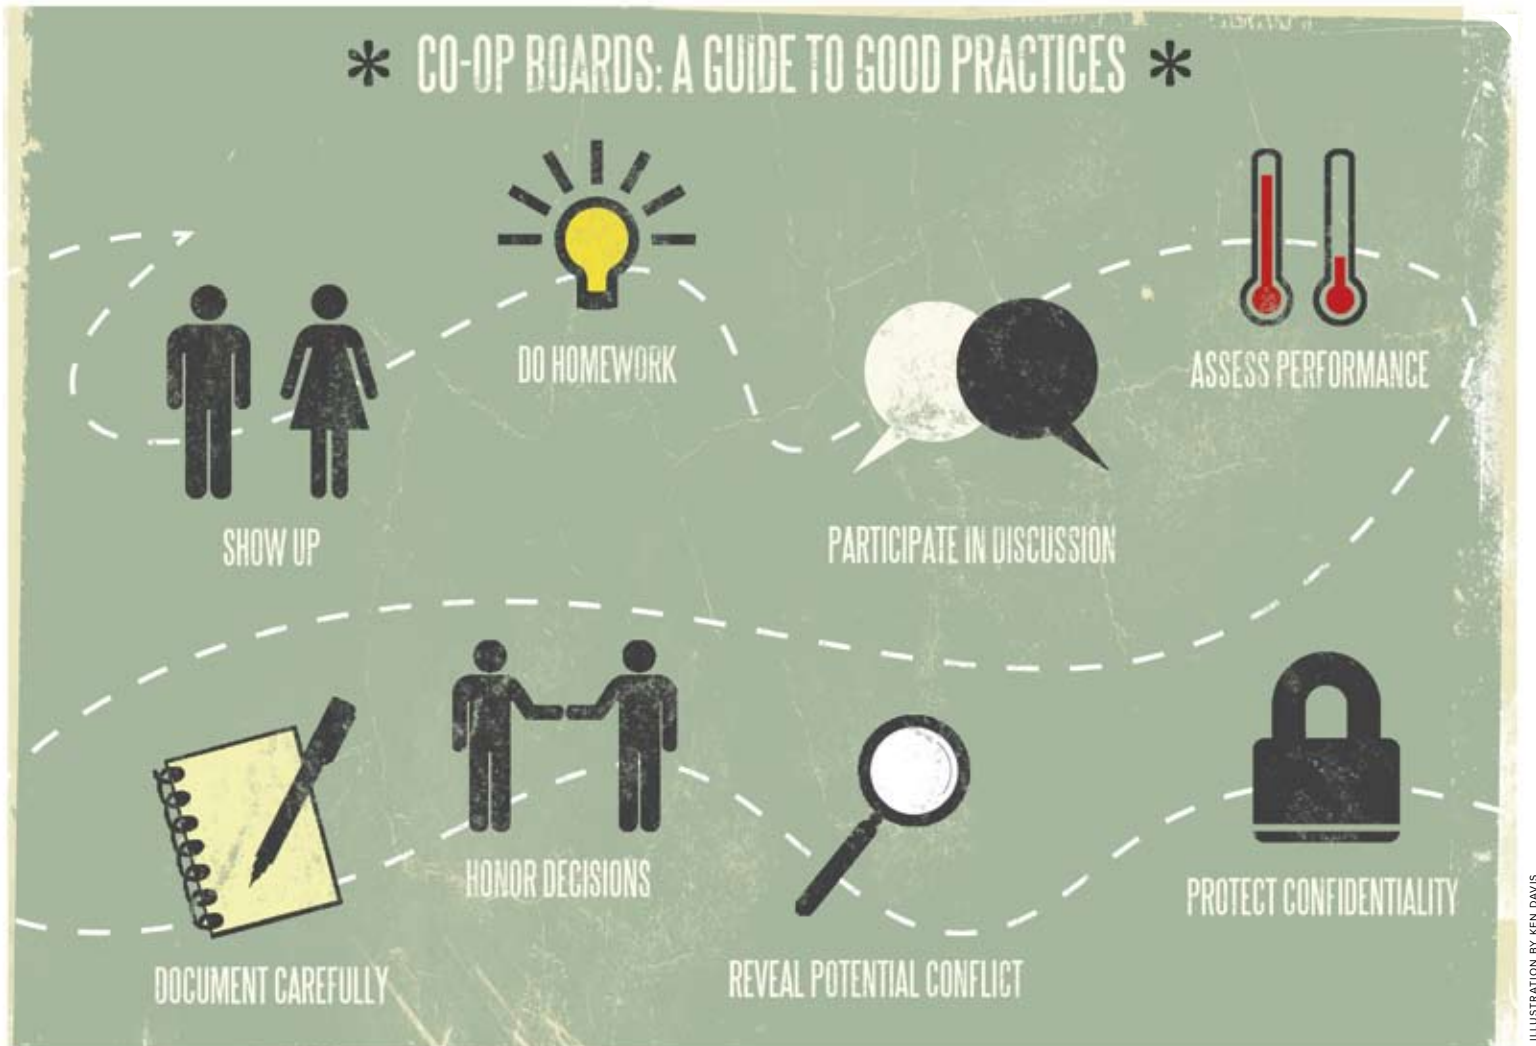 * CO-OP BOARDS: A GUIDE TO GOOD PRACTICES *
DO HOMEWORK
ASSESS PERFORMANCE
SHOW UP
PARTICIPATE IN DISCUSSION
HONOR DECISIONS
PROTECT CONFIDENTIALITY
DOCUMENT CAREFULLY
REVEAL POTENTIAL CONFLICT
ILLUSTRATION BY KEN DAVIS